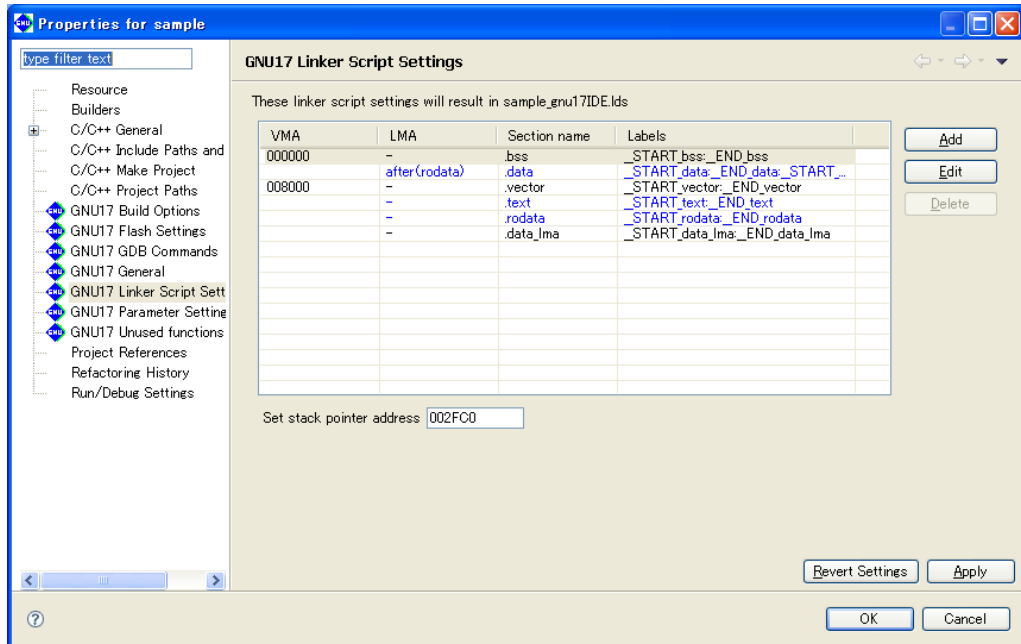 Properties for sample
type filter text
Resource
Builders
C/C++ General
C/C++ Include Paths and
C/C++ Make Project
C/C++ Project Paths
GNU17 Build Options
GNU17 Flash Settings
GNU17 GDB Commands
GNU17 General
GNU17 Linker Script Sett
GNU17 Parameter Setting
GNU17 Unused functions
Project References
Refactoring History
Run/Debug Settings
GNU17 Linker Script Settings
These linker script settings will result in sample_gnu17IDE.lds
VMA LMA Section name Labels
000000 - .bss _START_bss:_END_bss
after(rodata) .data _START_data:_END_data:_START_...
008000 - .vector _START_vector:_END_vector
- .text _START_text:_END_text
- .rodata _START_rodata:_END_rodata
- .data_lma _START_data_lma:_END_data_lma
Add
Edit
Delete
Set stack pointer address 002FC0
Revert Settings Apply
OK Cancel